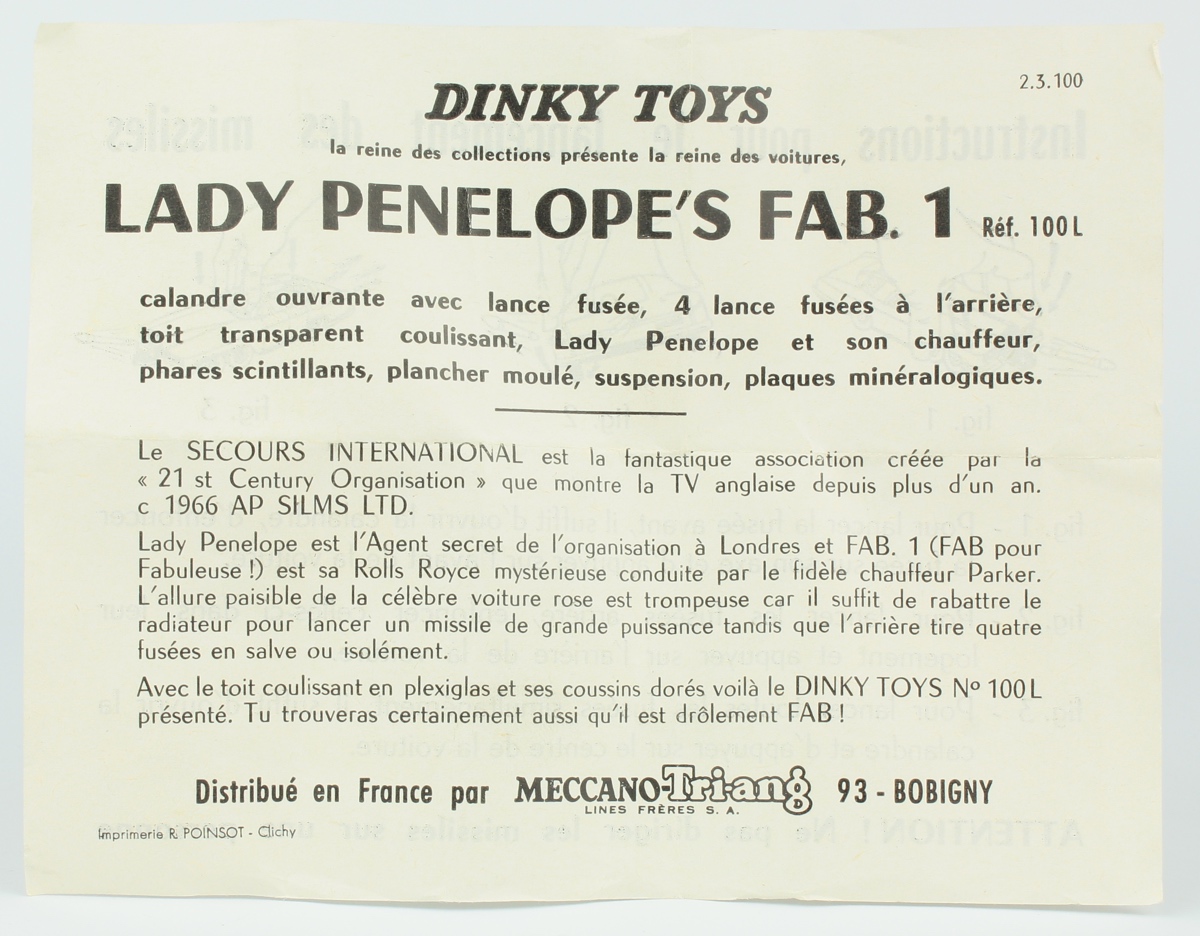 2.3.100
DINKY TOYS
la reine des collections présente la reine des voitures,
LADY PENELOPE'S FAB. 1 Réf. 100 L
calandre ouvrante avec lance fusée, 4 lance fusées à l'arrière,
toit transparent coulissant, Lady Penelope et son chauffeur,
phares scintillants, plancher moulé, suspension, plaques minéralogiques.
Le SECOURS INTERNATIONAL est la fantastique association créée par la
« 21 st Century Organisation » que montre la TV anglaise depuis plus d'un an.
c 1966 AP SILMS LTD.
Lady Penelope est l'Agent secret de l'organisation à Londres et FAB. 1 (FAB pour
Fabuleuse !) est sa Rolls Royce mystérieuse conduite par le fidèle chauffeur Parker.
L'allure paisible de la célèbre voiture rose est trompeuse car il suffit de rabattre le
radiateur pour lancer un missile de grande puissance tandis que l'arrière tire quatre
fusées en salve ou isolément.
Avec le toit coulissant en plexiglas et ses coussins dorés voilà le DINKY TOYS Nº 100 L
présenté. Tu trouveras certainement aussi qu'il est drôlement FAB !
Distribué en France par MECCANO-Tri-ang 93 - BOBIGNY
LINES FRÈRES S. A.
Imprimerie R. POINSOT - Clichy